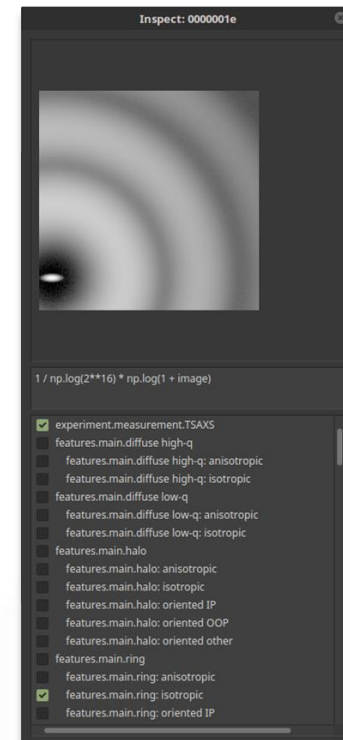 Inspect: 0000001e
1 / np.log(2**16) * np.log(1 + image)
experiment.measurement.TSAXS
features.main.diffuse high-q
features.main.diffuse high-q: anisotropic
features.main.diffuse high-q: isotropic
features.main.diffuse low-q
features.main.diffuse low-q: anisotropic
features.main.diffuse low-q: isotropic
features.main.halo
features.main.halo: anisotropic
features.main.halo: isotropic
features.main.halo: oriented IP
features.main.halo: oriented OOP
features.main.halo: oriented other
features.main.ring
features.main.ring: anisotropic
features.main.ring: isotropic
features.main.ring: oriented IP